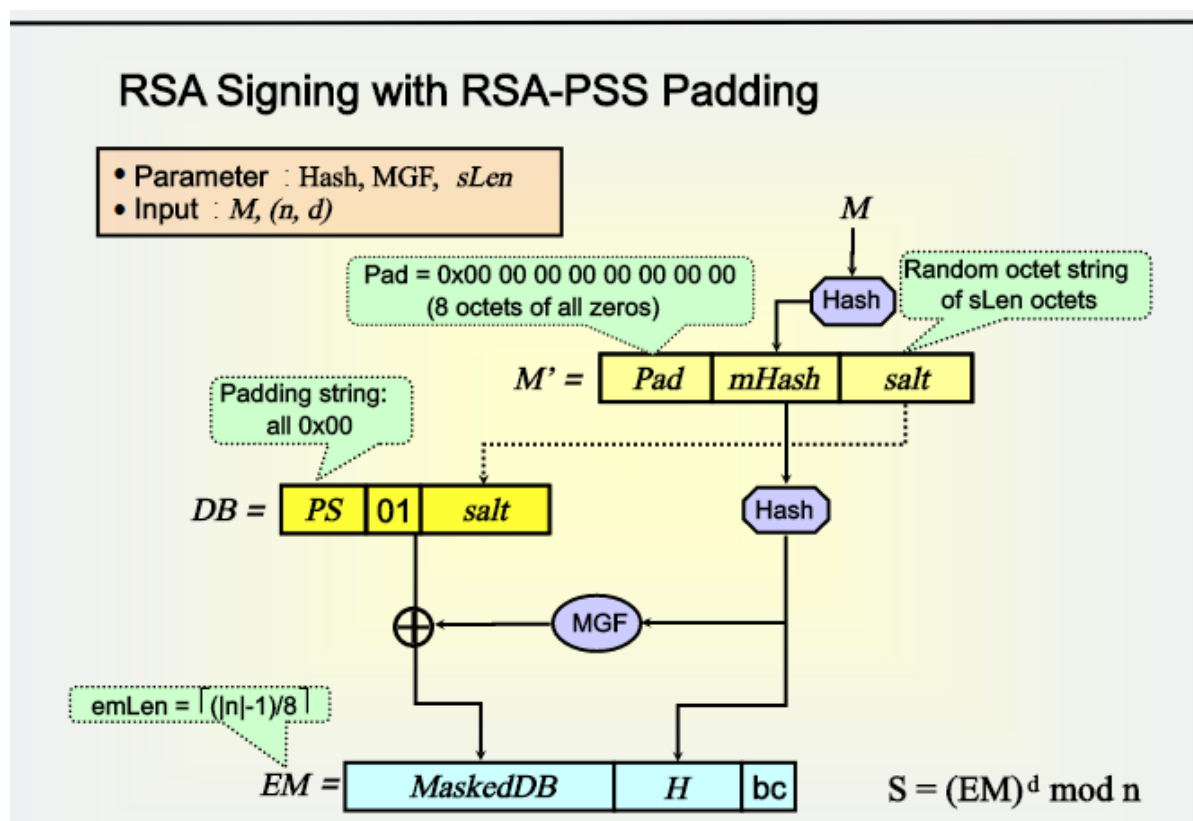 RSA Signing with RSA-PSS Padding
• Parameter : Hash, MGF, sLen
• Input : M, (n, d)
M
Pad = 0x00 00 00 00 00 00 00 00
(8 octets of all zeros)
Hash
Random octet string
of sLen octets
M’ = Pad mHash salt
Padding string:
all 0x00
DB = PS 01 salt
Hash
MGF
emLen = ⌈(|n|-1)/8⌉
EM = MaskedDB H bc
S = (EM)ᵈ mod n